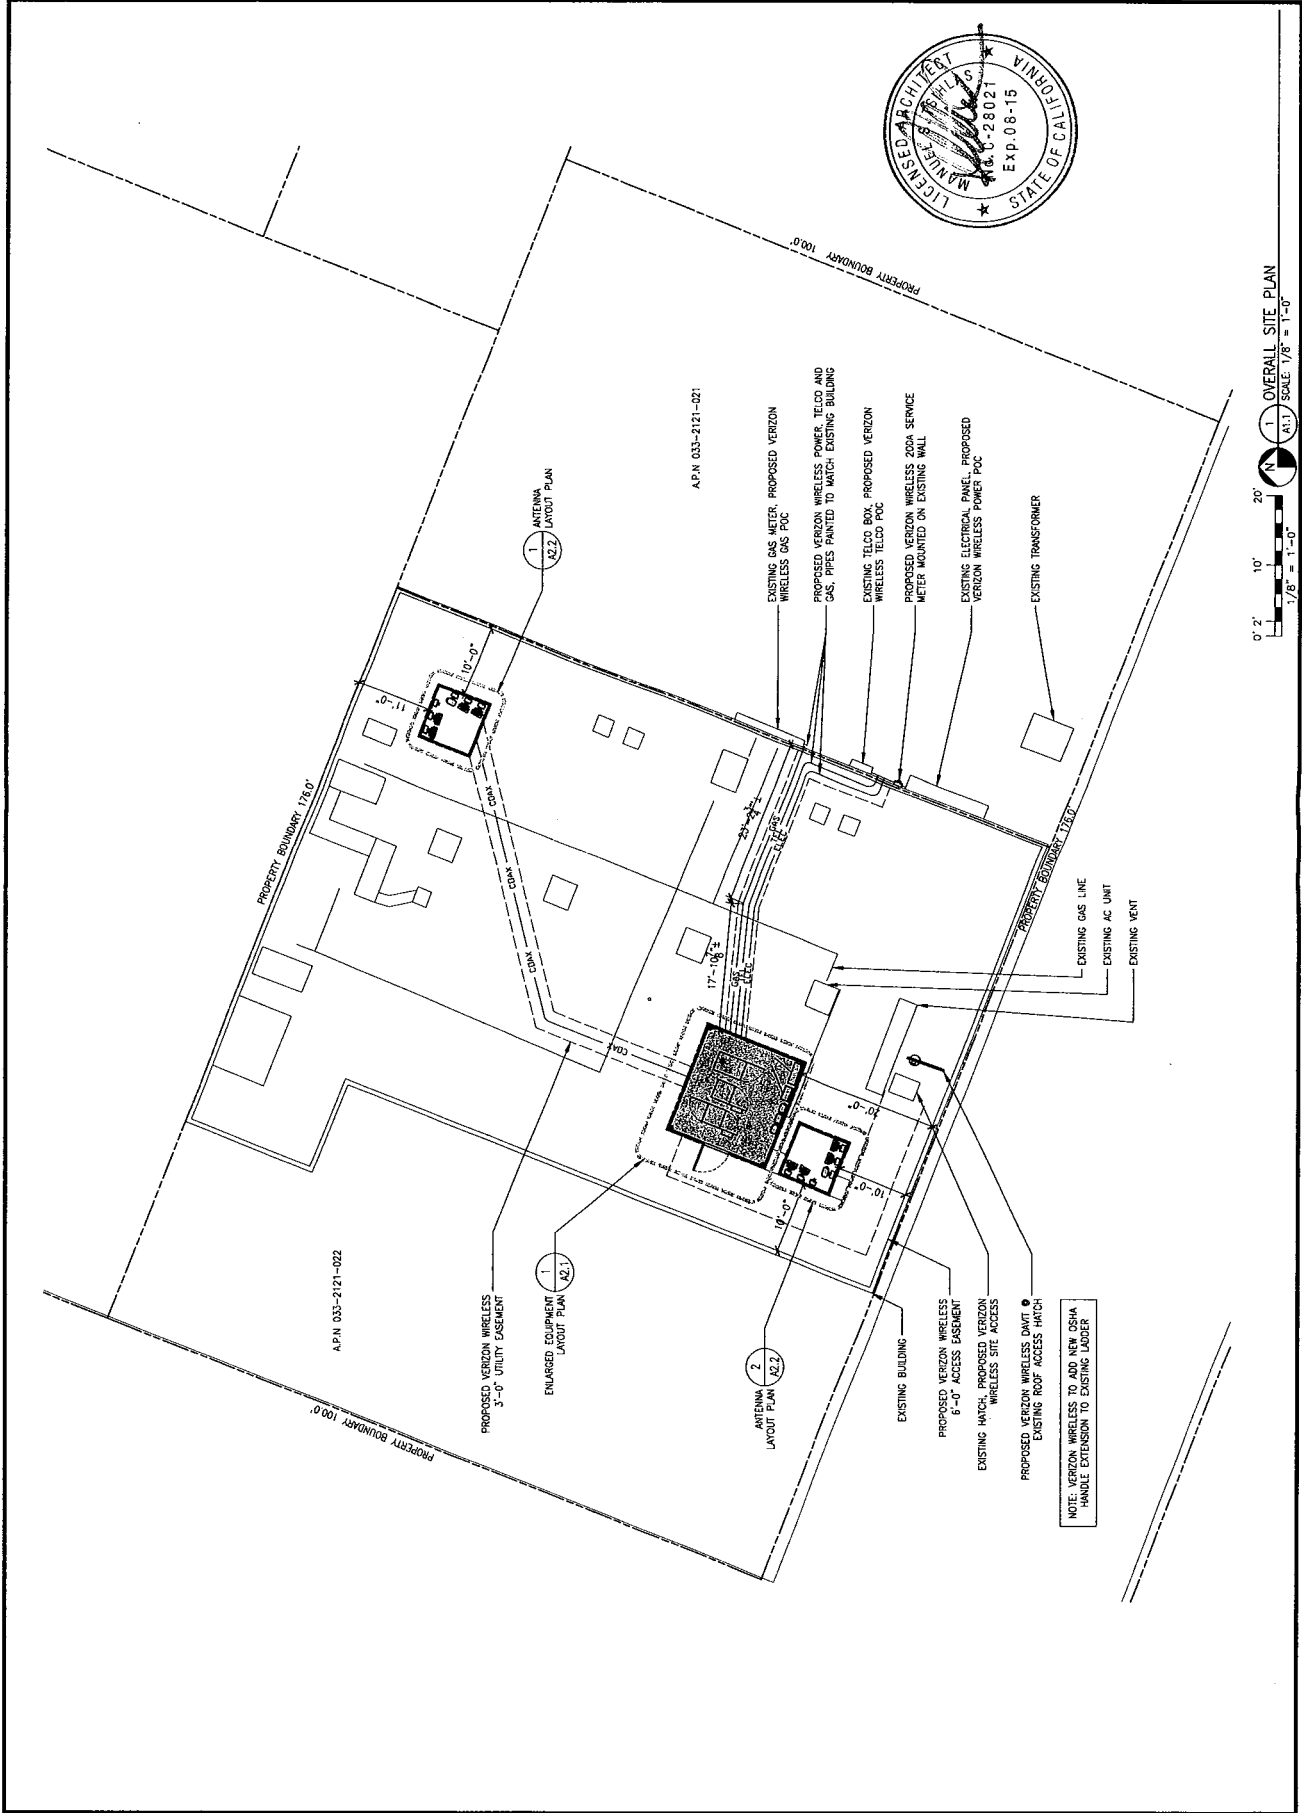 PROPERTY BOUNDARY 100.0'
A.P.N 033-2121-022
PROPOSED VERIZON WIRELESS
3'-0" UTILITY EASEMENT
ENLARGED EQUIPMENT
LAYOUT PLAN
1
A2.1
ANTENNA
LAYOUT PLAN
2
A2.2
EXISTING BUILDING
PROPOSED VERIZON WIRELESS
6'-0" ACCESS EASEMENT
EXISTING HATCH, PROPOSED VERIZON
WIRELESS SITE ACCESS
PROPOSED VERIZON WIRELESS DAVIT @
EXISTING ROOF ACCESS HATCH
NOTE: VERIZON WIRELESS TO ADD NEW OSHA
HANDLE EXTENSION TO EXISTING LADDER
PROPERTY BOUNDARY 176.0'
11'-0"
10'-0"
COAX
COAX
COAX
COAX
17'-10
GAS
ELEC
GAS
ELEC
10'-0"
10'-0"
10'-0"
PROPERTY BOUNDARY 176.0'
EXISTING GAS LINE
EXISTING AC UNIT
EXISTING VENT
1
A2.2
ANTENNA
LAYOUT PLAN
A.P.N 033-2121-021
EXISTING GAS METER, PROPOSED VERIZON
WIRELESS GAS POC
PROPOSED VERIZON WIRELESS POWER, TELCO AND
GAS, PIPES PAINTED TO MATCH EXISTING BUILDING
EXISTING TELCO BOX, PROPOSED VERIZON
WIRELESS TELCO POC
PROPOSED VERIZON WIRELESS 200A SERVICE
METER MOUNTED ON EXISTING WALL
EXISTING ELECTRICAL PANEL, PROPOSED
VERIZON WIRELESS POWER POC
EXISTING TRANSFORMER
PROPERTY BOUNDARY 100.0'
LICENSED ARCHITECT
MANUEL S.
No. C-28021
Exp. 08-15
STATE OF CALIFORNIA
0' 2' 10' 20'
1/8" = 1'-0"
N
1
A1.1
OVERALL SITE PLAN
SCALE: 1/8" = 1'-0"